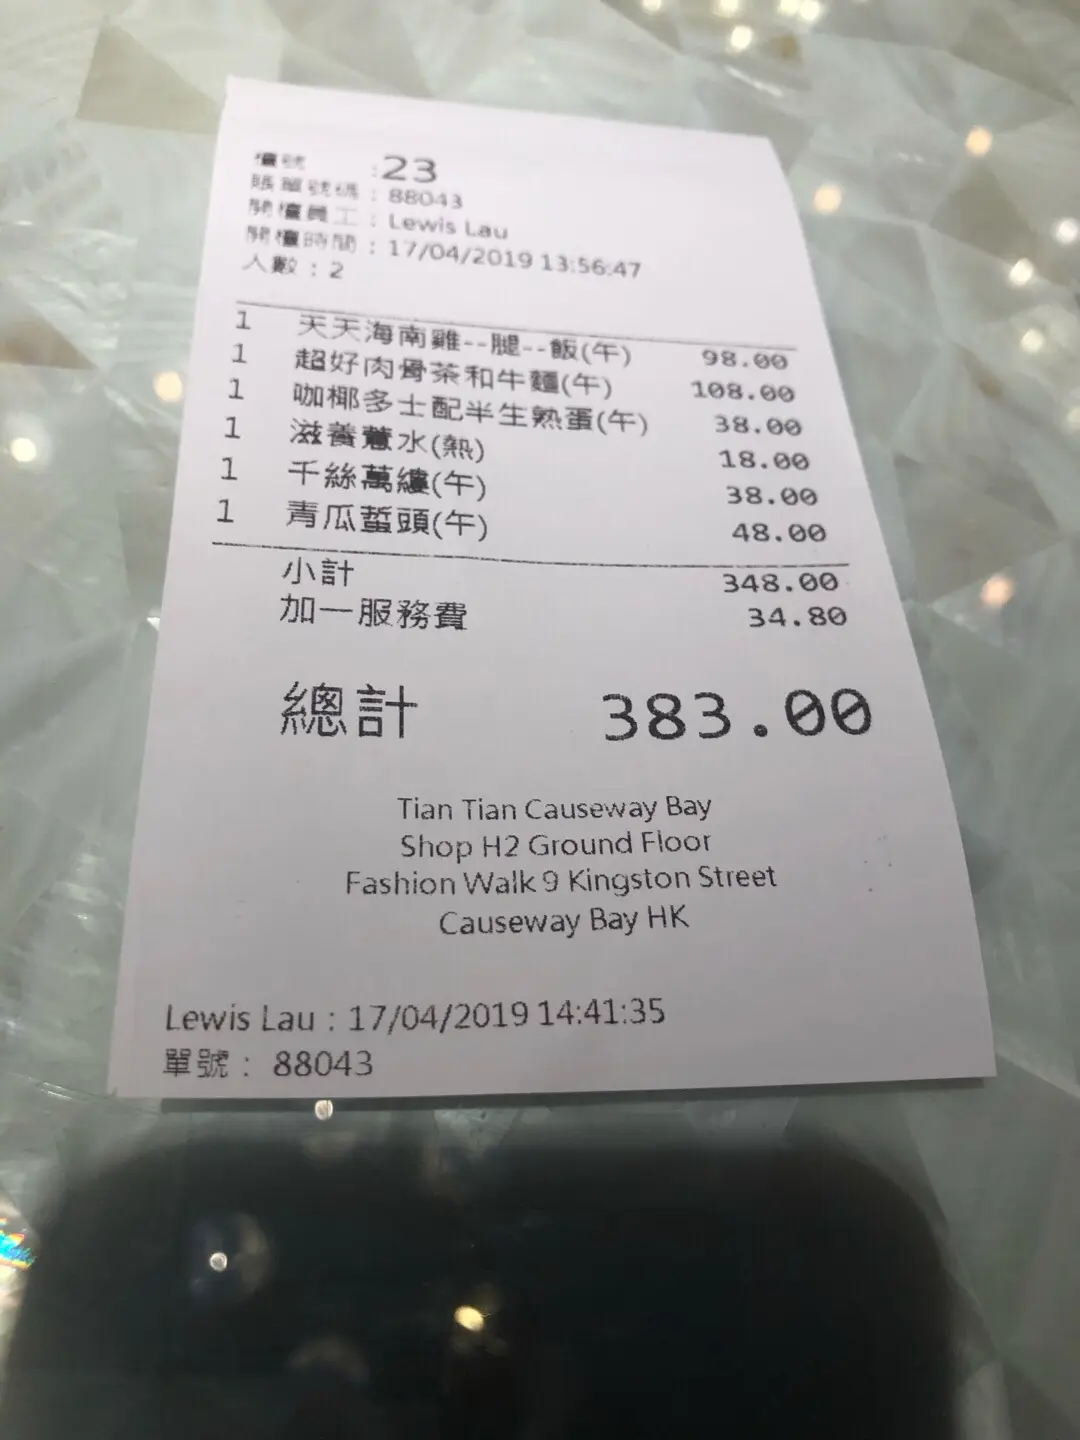 檯號 :23
賬單號碼 : 88043
開檯員工 : Lewis Lau
開檯時間 : 17/04/2019 13:56:47
人數 : 2
1 天天海南雞--腿--飯(午) 98.00
1 超好肉骨茶和牛麵(午) 108.00
1 咖椰多士配半生熟蛋(午) 38.00
1 滋養薏水(熱) 18.00
1 千絲萬縷(午) 38.00
1 青瓜蜇頭(午) 48.00
小計 348.00
加一服務費 34.80
總計 383.00
Tian Tian Causeway Bay
Shop H2 Ground Floor
Fashion Walk 9 Kingston Street
Causeway Bay HK
Lewis Lau : 17/04/2019 14:41:35
單號 : 88043